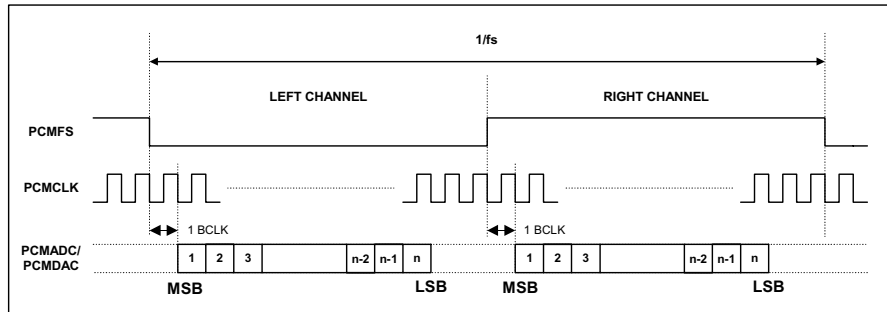 1/fs
LEFT CHANNEL RIGHT CHANNEL
PCMFS
PCMCLK
1 BCLK 1 BCLK
PCMADC/
PCMDAC
1 2 3 n-2 n-1 n 1 2 3 n-2 n-1 n
MSB LSB MSB LSB